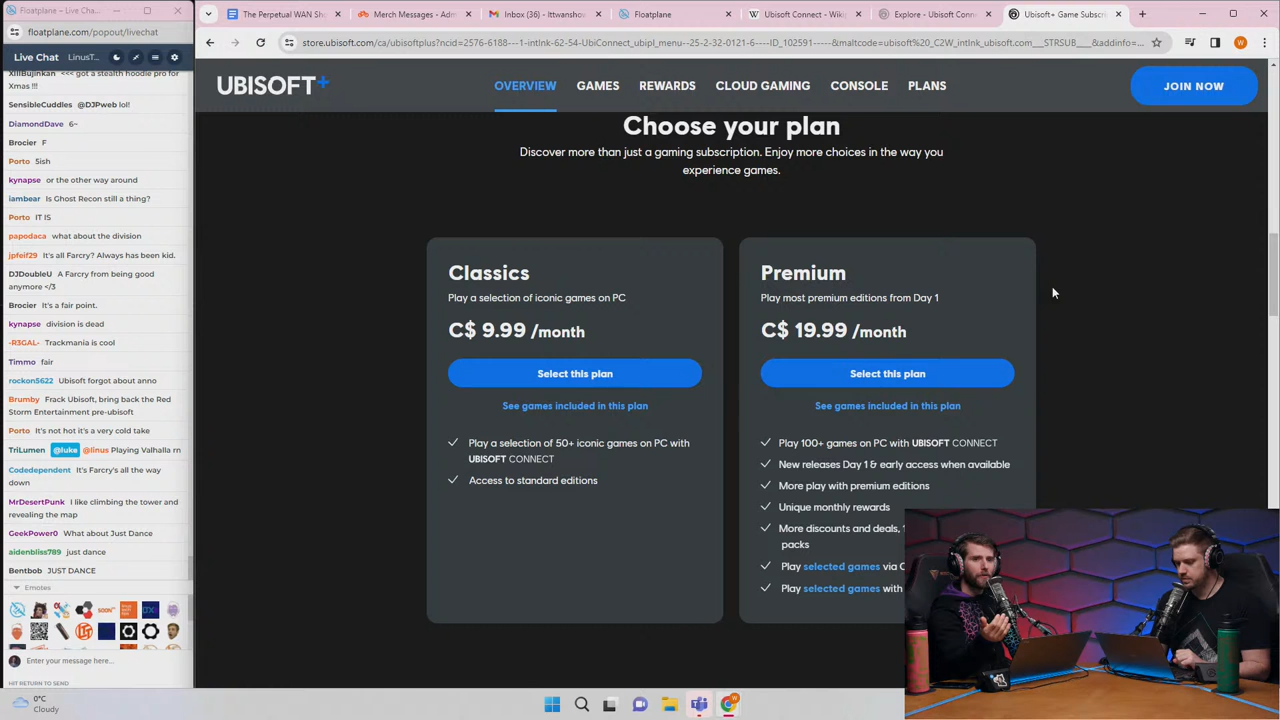 Floatplane – Live Chat
floatplane.com/popout/livechat
Live Chat LinusT...
XIIIBujinkan <<< got a stealth hoodie pro for
Xmas !!!
SensibleCuddles @DJPweb lol!
DiamondDave 6~
Brocier F
Porto 5ish
kynapse or the other way around
iambear Is Ghost Recon still a thing?
Porto IT IS
papodaca what about the division
jpfeif29 It's all Farcry? Always has been kid.
DJDoubleU A Farcry from being good
anymore </3
Brocier It's a fair point.
kynapse division is dead
-R3GAL- Trackmania is cool
Timmo fair
rockon5622 Ubisoft forgot about anno
Brumby Frack Ubisoft, bring back the Red
Storm Entertainment pre-ubisoft
Porto It's not hot it's a very cold take
TriLumen @luke @linus Playing Valhalla rn
Codedependent It's Farcry's all the way
down
MrDesertPunk I like climbing the tower and
revealing the map
GeekPower0 What about Just Dance
aidenbliss789 just dance
Bentbob JUST DANCE
Emotes
SOON
Enter your message here...
HIT RETURN TO SEND
The Perpetual WAN Sh
Merch Messages - Adm
Inbox (36) - lttwansho
Floatplane
Ubisoft Connect - Wiki
Explore - Ubisoft Conn
Ubisoft+ Game Subscri
store.ubisoft.com/ca/ubisoftplus?ncid=2576-6188---1-intlnk-62-54-UbiConnect_ubipl_menu--25-2-32-0121-6----ID_102591-----&maltcode=ubisoft%20_C2W_intlnk_ubisoft.com___STRSUB____&addinfo=...
UBISOFT+
OVERVIEW GAMES REWARDS CLOUD GAMING CONSOLE PLANS
JOIN NOW
Choose your plan
Discover more than just a gaming subscription. Enjoy more choices in the way you
experience games.
Classics
Play a selection of iconic games on PC
C$ 9.99 /month
Select this plan
See games included in this plan
Play a selection of 50+ iconic games on PC with
UBISOFT CONNECT
Access to standard editions
Premium
Play most premium editions from Day 1
C$ 19.99 /month
Select this plan
See games included in this plan
Play 100+ games on PC with UBISOFT CONNECT
New releases Day 1 & early access when available
More play with premium editions
Unique monthly rewards
More discounts and deals,
packs
Play selected games via
Play selected games with
0°C
Cloudy